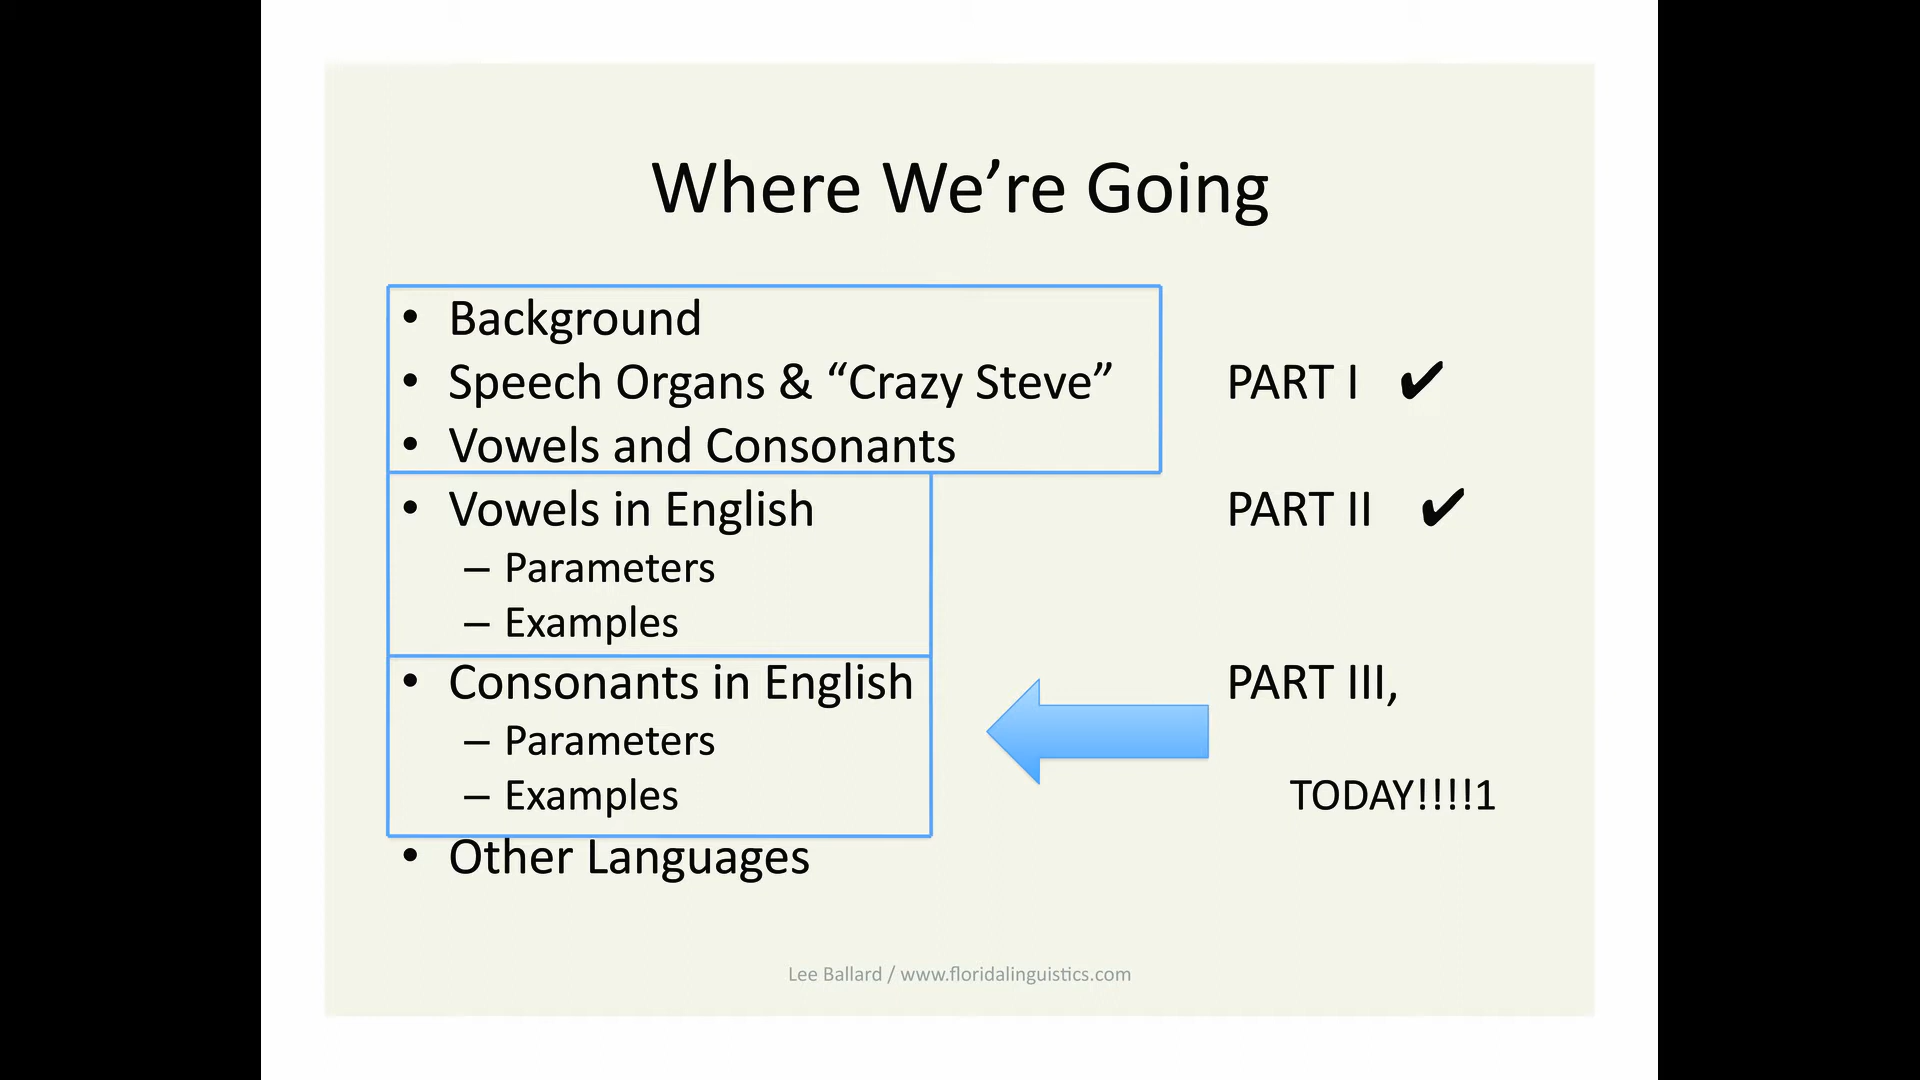 Where We’re Going
• Background
• Speech Organs & “Crazy Steve” PART I ✔
• Vowels and Consonants
• Vowels in English PART II ✔
– Parameters
– Examples
• Consonants in English PART III,
– Parameters
– Examples TODAY!!!!1
• Other Languages
Lee Ballard / www.floridalinguistics.com